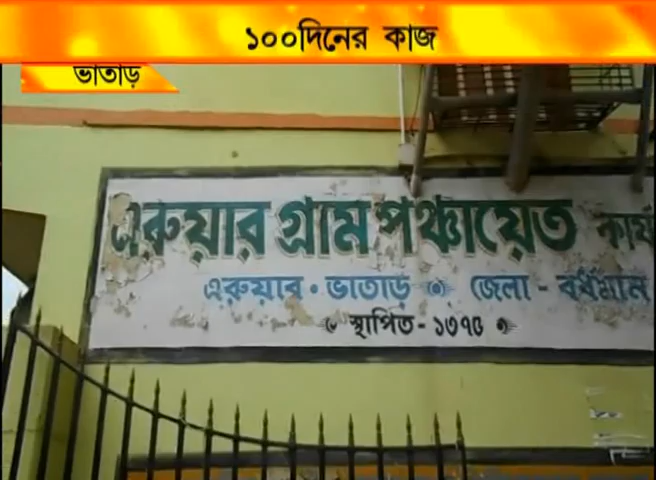 ১০০দিনের কাজ
ভাতাড়
এরুয়ার গ্রাম পঞ্চায়েত
এরুয়ার • ভাতাড় জেলা - বর্ধমান
স্থাপিত - ১৩৭৫